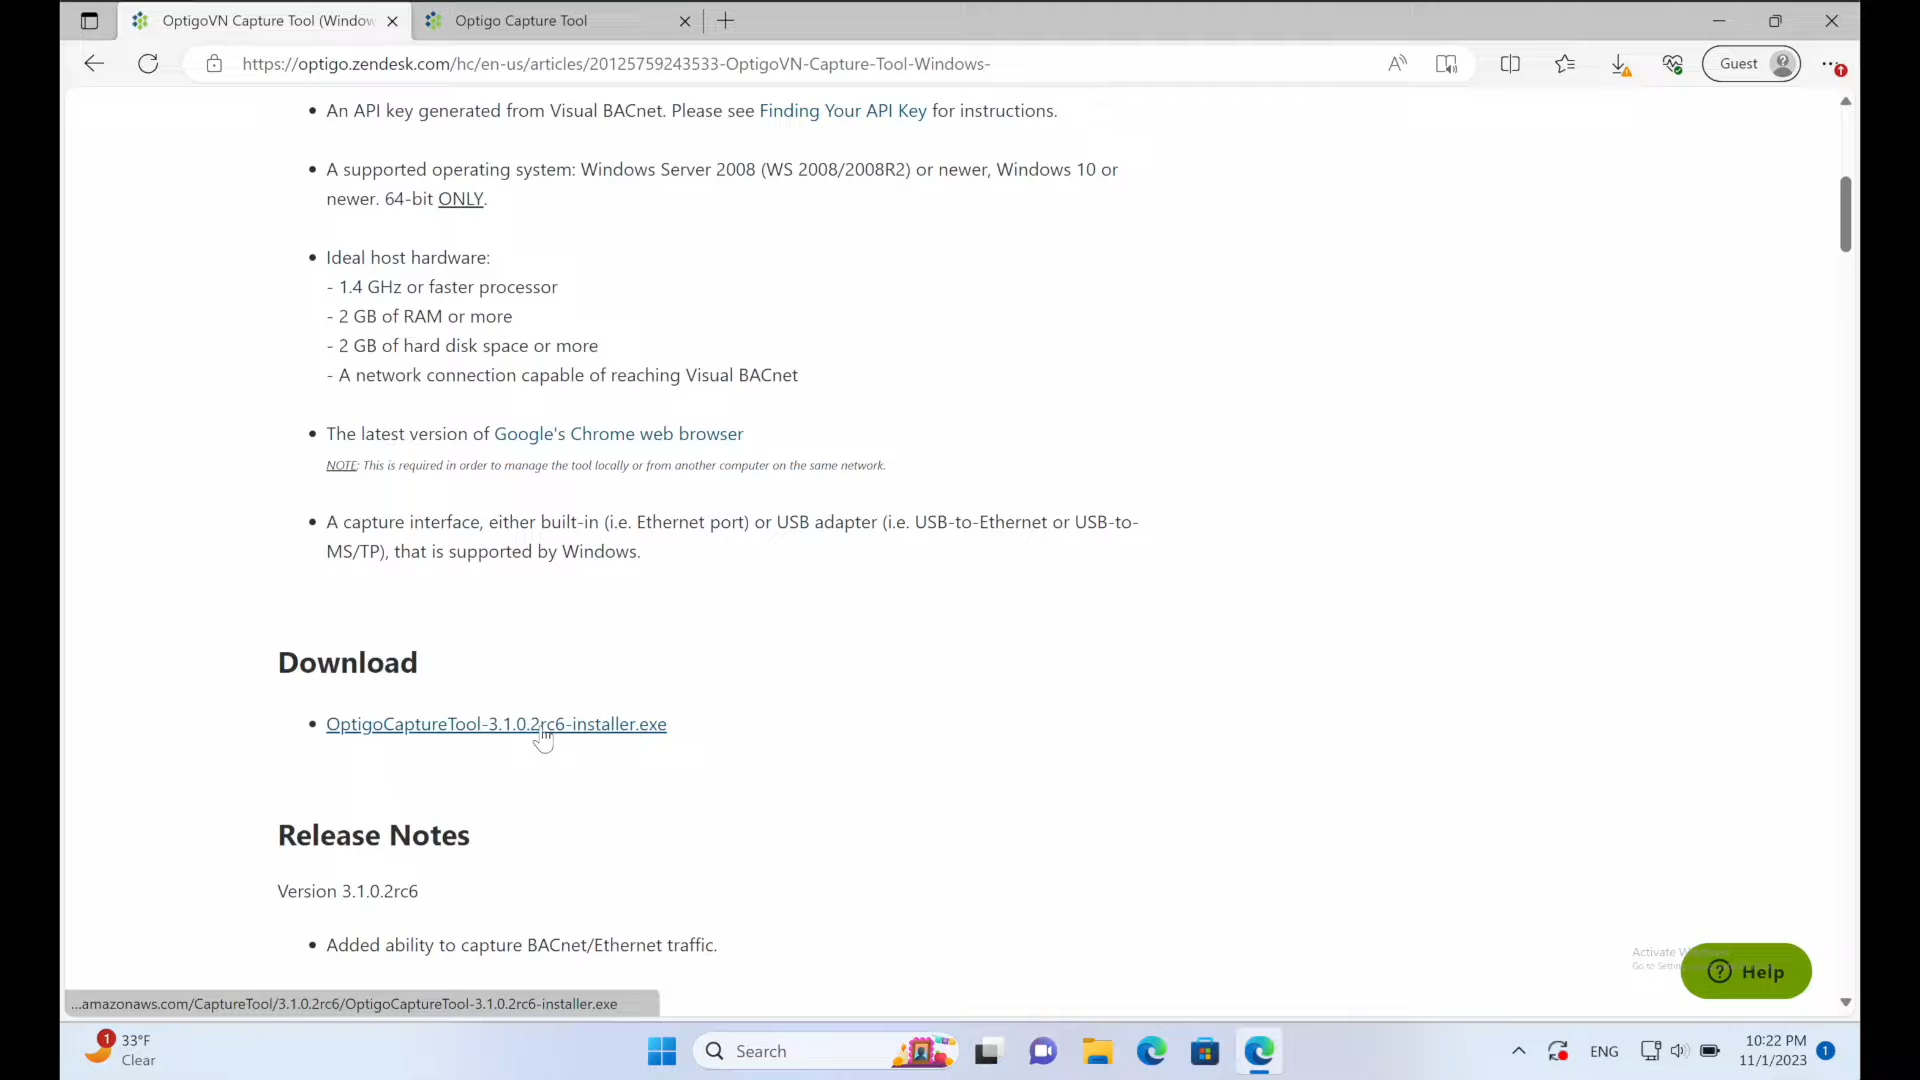 OptigoVN Capture Tool (Window
Optigo Capture Tool
https://optigo.zendesk.com/hc/en-us/articles/20125759243533-OptigoVN-Capture-Tool-Windows-
Guest
An API key generated from Visual BACnet. Please see Finding Your API Key for instructions.
A supported operating system: Windows Server 2008 (WS 2008/2008R2) or newer, Windows 10 or
newer. 64-bit ONLY.
Ideal host hardware:
- 1.4 GHz or faster processor
- 2 GB of RAM or more
- 2 GB of hard disk space or more
- A network connection capable of reaching Visual BACnet
The latest version of Google's Chrome web browser
NOTE: This is required in order to manage the tool locally or from another computer on the same network.
A capture interface, either built-in (i.e. Ethernet port) or USB adapter (i.e. USB-to-Ethernet or USB-to-
MS/TP), that is supported by Windows.
Download
OptigoCaptureTool-3.1.0.2rc6-installer.exe
Release Notes
Version 3.1.0.2rc6
Added ability to capture BACnet/Ethernet traffic.
Activate
Go to
Help
...amazonaws.com/CaptureTool/3.1.0.2rc6/OptigoCaptureTool-3.1.0.2rc6-installer.exe
1
33°F
Clear
Search
ENG
10:22 PM
11/1/2023
1